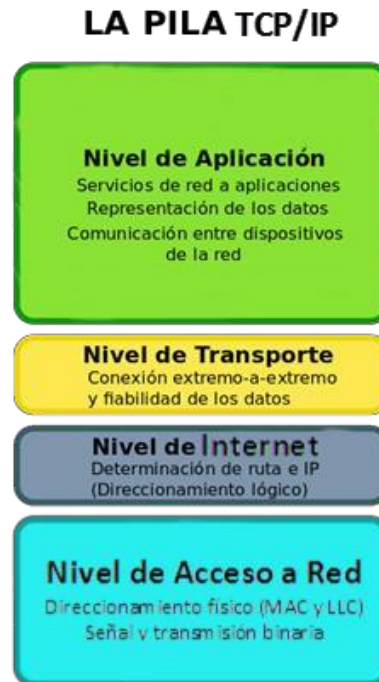 LA PILA TCP/IP
Nivel de Aplicación
Servicios de red a aplicaciones
Representación de los datos
Comunicación entre dispositivos
de la red
Nivel de Transporte
Conexión extremo-a-extremo
y fiabilidad de los datos
Nivel de Internet
Determinación de ruta e IP
(Direccionamiento lógico)
Nivel de Acceso a Red
Direccionamiento físico (MAC y LLC)
Señal y transmisión binaria